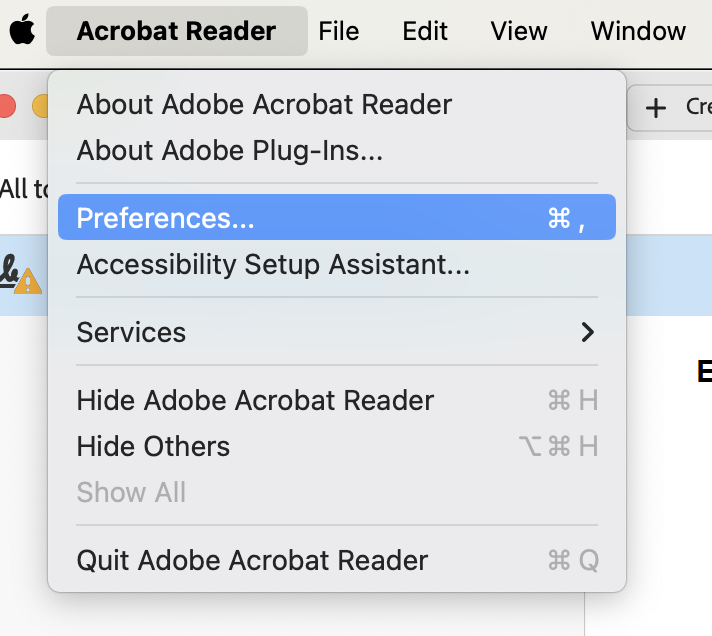 Acrobat Reader File Edit View Window
About Adobe Acrobat Reader
About Adobe Plug-Ins...
Preferences... ⌘ ,
Accessibility Setup Assistant...
Services
Hide Adobe Acrobat Reader ⌘ H
Hide Others ⌥ ⌘ H
Show All
Quit Adobe Acrobat Reader ⌘ Q
+ Cre
All to
E